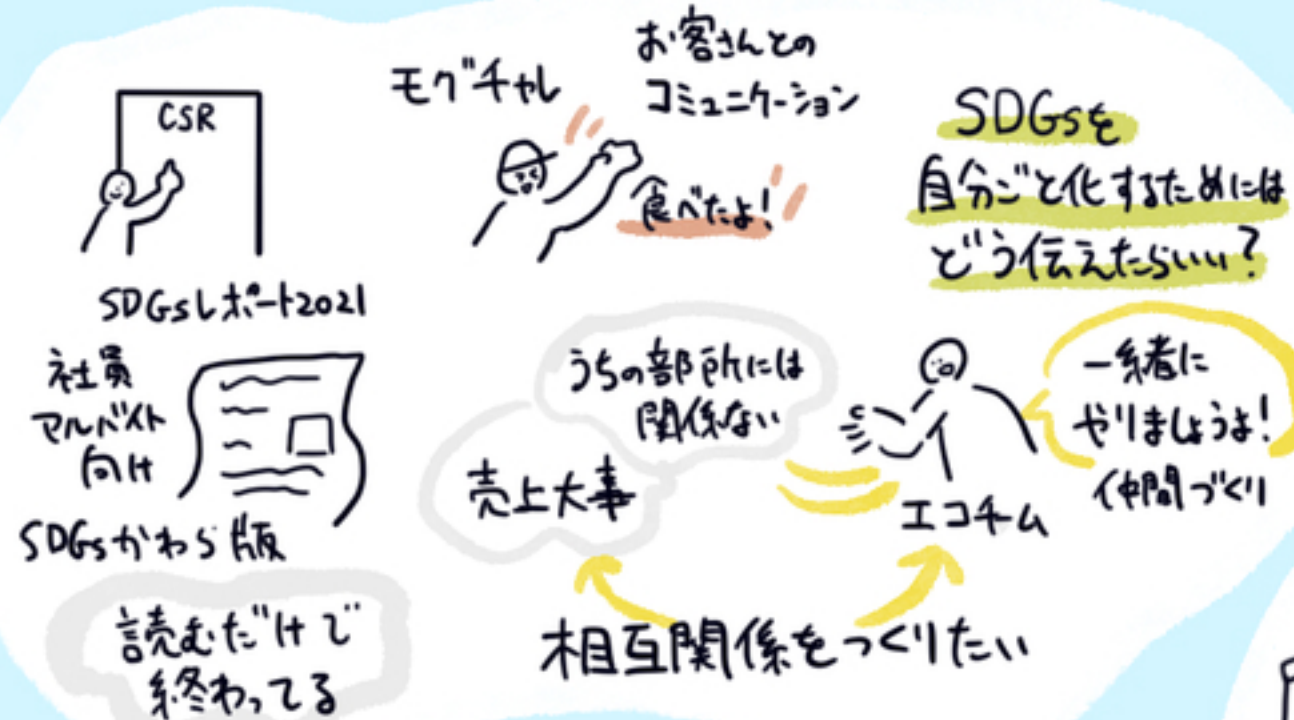 CSR
SDGsレポート2021
社員
アルバイト
向け
SDGsかわら版
読むだけで
終わってる
モグチャレ
お客さんとの
コミュニケーション
食べたよ!
SDGsを
自分ごと化するためには
どう伝えたらいい?
うちの部所には
関係ない
売上大事
エコチーム
一緒に
やりましょうよ!
仲間づくり
相互関係をつくりたい